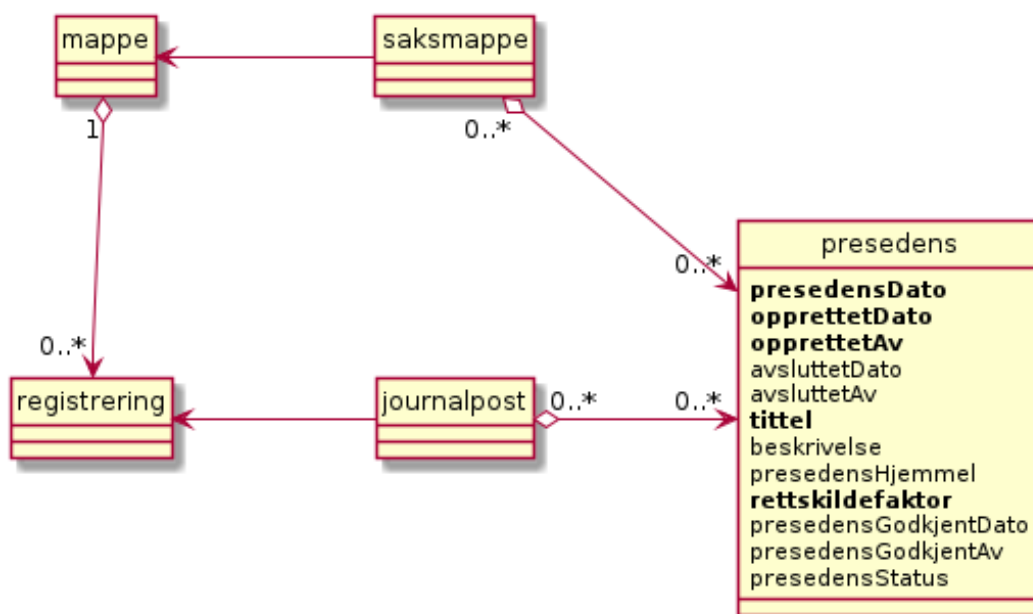 mappe
saksmappe
1
0..*
0..*
0..*
registrering
journalpost
0..*
0..*
presedens
presedensDato
opprettetDato
opprettetAv
avsluttetDato
avsluttetAv
tittel
beskrivelse
presedensHjemmel
rettskildefaktor
presedensGodkjentDato
presedensGodkjentAv
presedensStatus